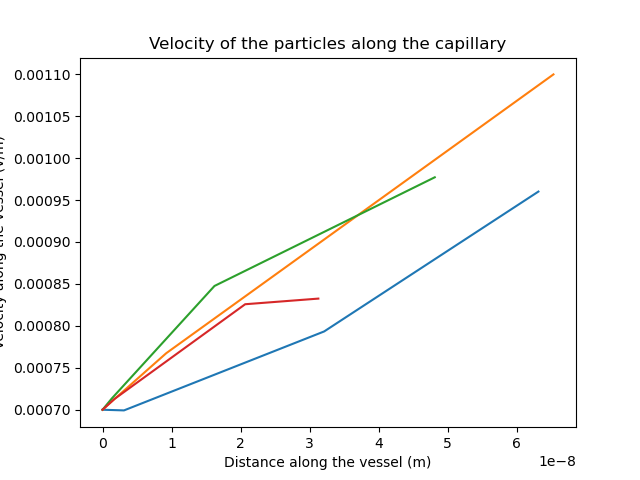 Velocity of the particles along the capillary
0.00110
0.00105
0.00100
0.00095
0.00090
0.00085
0.00080
0.00075
0.00070
along the vessel (v/m)
0 1 2 3 4 5 6
1e−8
Distance along the vessel (m)